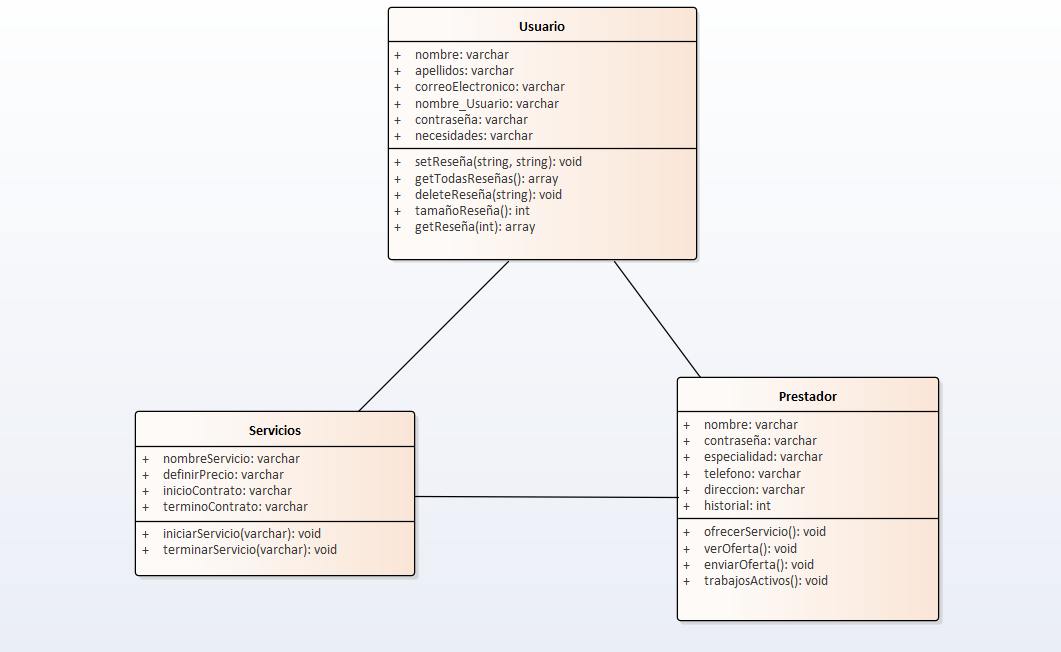 Usuario
+ nombre: varchar
+ apellidos: varchar
+ correoElectronico: varchar
+ nombre_Usuario: varchar
+ contraseña: varchar
+ necesidades: varchar
+ setReseña(string, string): void
+ getTodasReseñas(): array
+ deleteReseña(string): void
+ tamañoReseña(): int
+ getReseña(int): array
Servicios
+ nombreServicio: varchar
+ definirPrecio: varchar
+ inicioContrato: varchar
+ terminoContrato: varchar
+ iniciarServicio(varchar): void
+ terminarServicio(varchar): void
Prestador
+ nombre: varchar
+ contraseña: varchar
+ especialidad: varchar
+ telefono: varchar
+ direccion: varchar
+ historial: int
+ ofrecerServicio(): void
+ verOferta(): void
+ enviarOferta(): void
+ trabajosActivos(): void